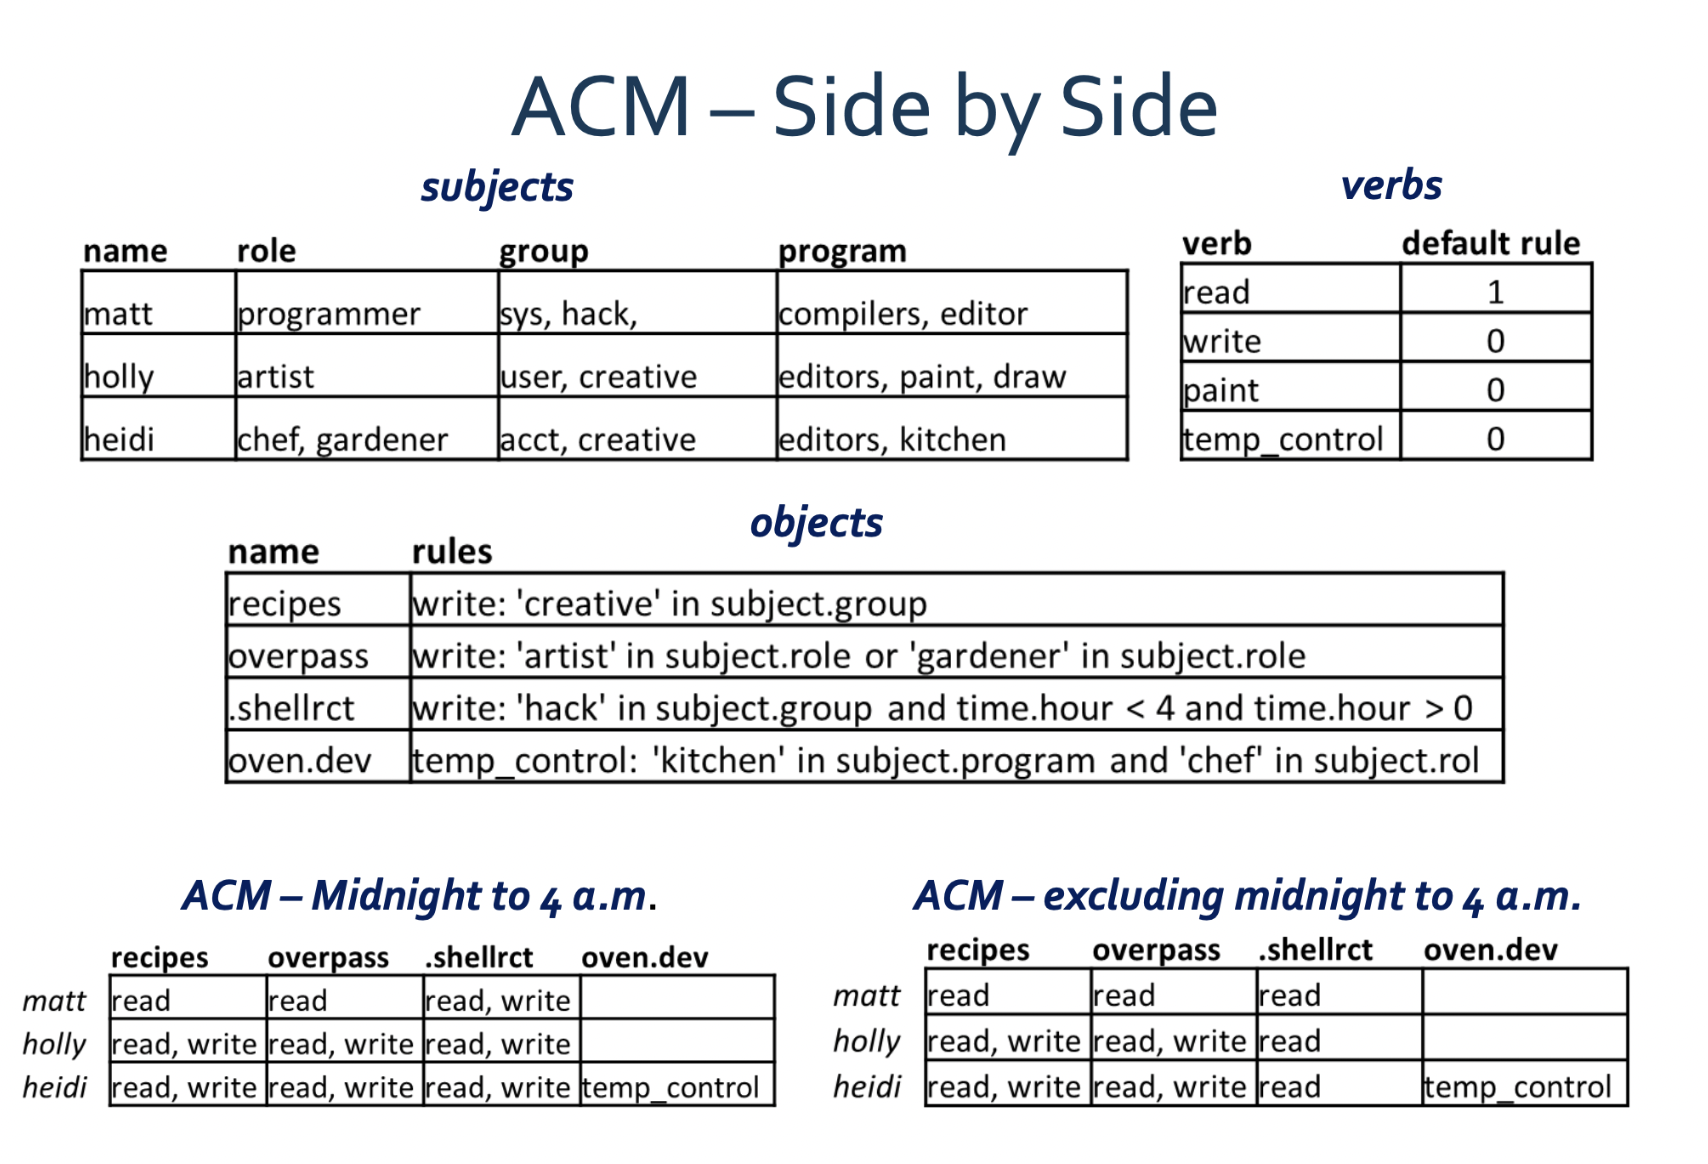 ACM – Side by Side
subjects
name role group program
matt programmer sys, hack, compilers, editor
holly artist user, creative editors, paint, draw
heidi chef, gardener acct, creative editors, kitchen
verbs
verb default rule
read 1
write 0
paint 0
temp_control 0
objects
name rules
recipes write: 'creative' in subject.group
overpass write: 'artist' in subject.role or 'gardener' in subject.role
.shellrct write: 'hack' in subject.group and time.hour < 4 and time.hour > 0
oven.dev temp_control: 'kitchen' in subject.program and 'chef' in subject.rol
ACM – Midnight to 4 a.m.
recipes overpass .shellrct oven.dev
matt read read read, write
holly read, write read, write read, write
heidi read, write read, write read, write temp_control
ACM – excluding midnight to 4 a.m.
recipes overpass .shellrct oven.dev
matt read read read
holly read, write read, write read
heidi read, write read, write read temp_control